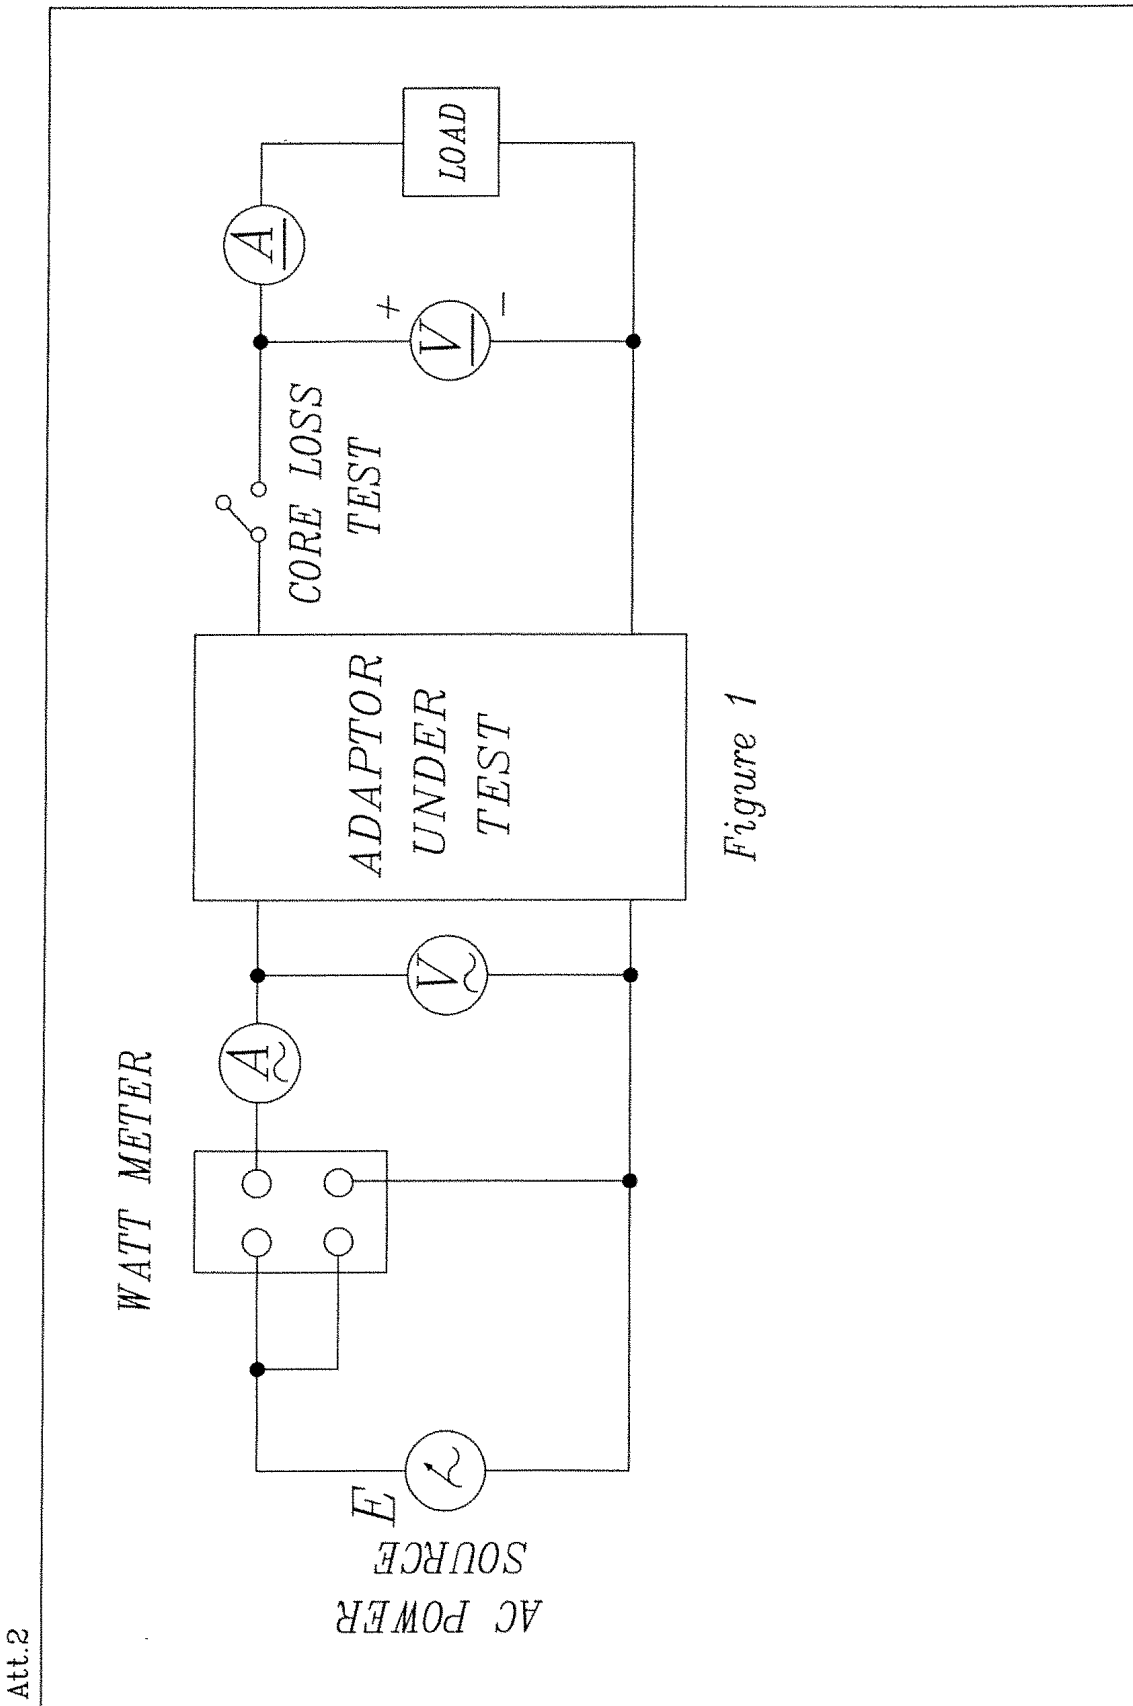 Att.2
WATT METER
AC POWER
SOURCE
E
A
V
ADAPTOR
UNDER
TEST
CORE LOSS
TEST
A
V
+
−
LOAD
Figure 1